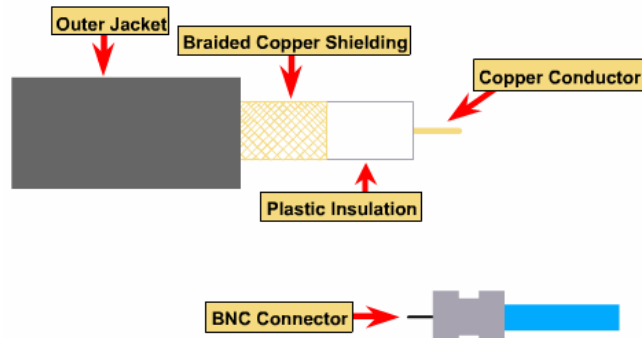 Outer Jacket
Braided Copper Shielding
Copper Conductor
Plastic Insulation
BNC Connector